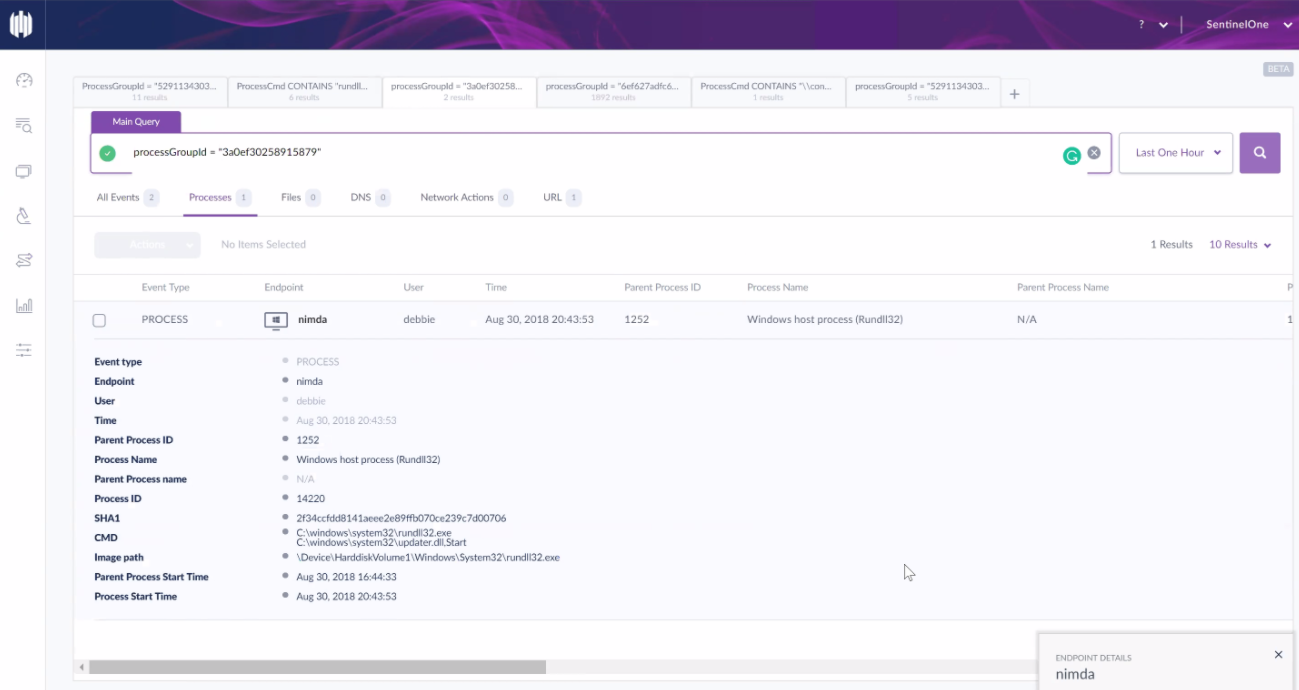 ? SentinelOne
BETA
ProcessGroupId = "5291134303... ProcessCmd CONTAINS "rundll... processGroupId = "3a0ef30258... processGroupId = "6ef627adfc6... ProcessCmd CONTAINS "\\con... processGroupId = "5291134303...
11 results 6 results 2 results 1892 results 1 results 5 results
+
Main Query
processGroupId = "3a0ef30258915879"
Last One Hour
All Events 2 Processes 1 Files 0 DNS 0 Network Actions 0 URL 1
Actions No Items Selected 1 Results 10 Results
Event Type Endpoint User Time Parent Process ID Process Name Parent Process Name P
PROCESS nimda debbie Aug 30, 2018 20:43:53 1252 Windows host process (Rundll32) N/A 1
Event type PROCESS
Endpoint nimda
User debbie
Time Aug 30, 2018 20:43:53
Parent Process ID 1252
Process Name Windows host process (Rundll32)
Parent Process name N/A
Process ID 14220
SHA1 2f34ccfdd8141aeee2e89ffb070ce239c7d00706
CMD C:\windows\system32\rundll32.exe
C:\windows\system32\updater.dll,Start
Image path \Device\HarddiskVolume1\Windows\System32\rundll32.exe
Parent Process Start Time Aug 30, 2018 16:44:33
Process Start Time Aug 30, 2018 20:43:53
ENDPOINT DETAILS
nimda